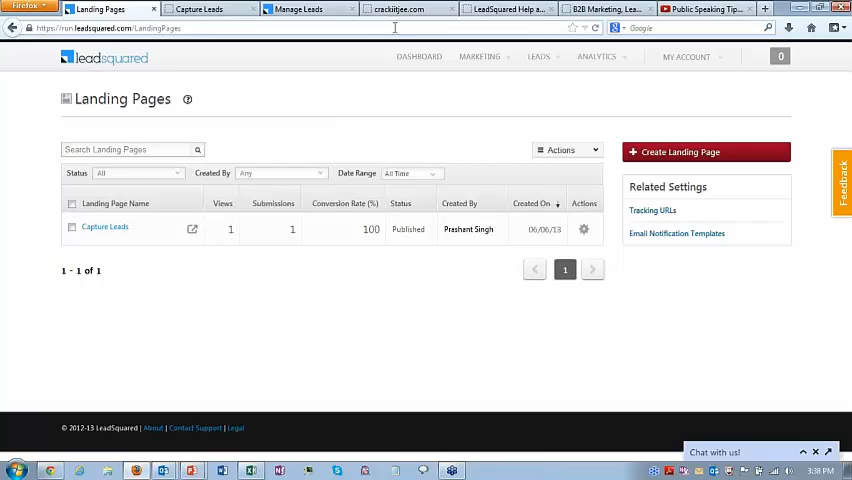 Firefox
Landing Pages
Capture Leads
Manage Leads
crackiitjee.com
LeadSquared Help a...
B2B Marketing, Lea...
Public Speaking Tip...
https://run.leadsquared.com/LandingPages
Google
leadsquared
DASHBOARD
MARKETING
LEADS
ANALYTICS
MY ACCOUNT
0
Landing Pages
Search Landing Pages
Actions
Create Landing Page
Status All
Created By Any
Date Range All Time
Related Settings
Tracking URLs
Email Notification Templates
Feedback
Landing Page Name Views Submissions Conversion Rate (%) Status Created By Created On Actions
Capture Leads 1 1 100 Published Prashant Singh 06/06/13
1 - 1 of 1
1
© 2012-13 LeadSquared | About | Contact Support | Legal
Chat with us!
3:38 PM